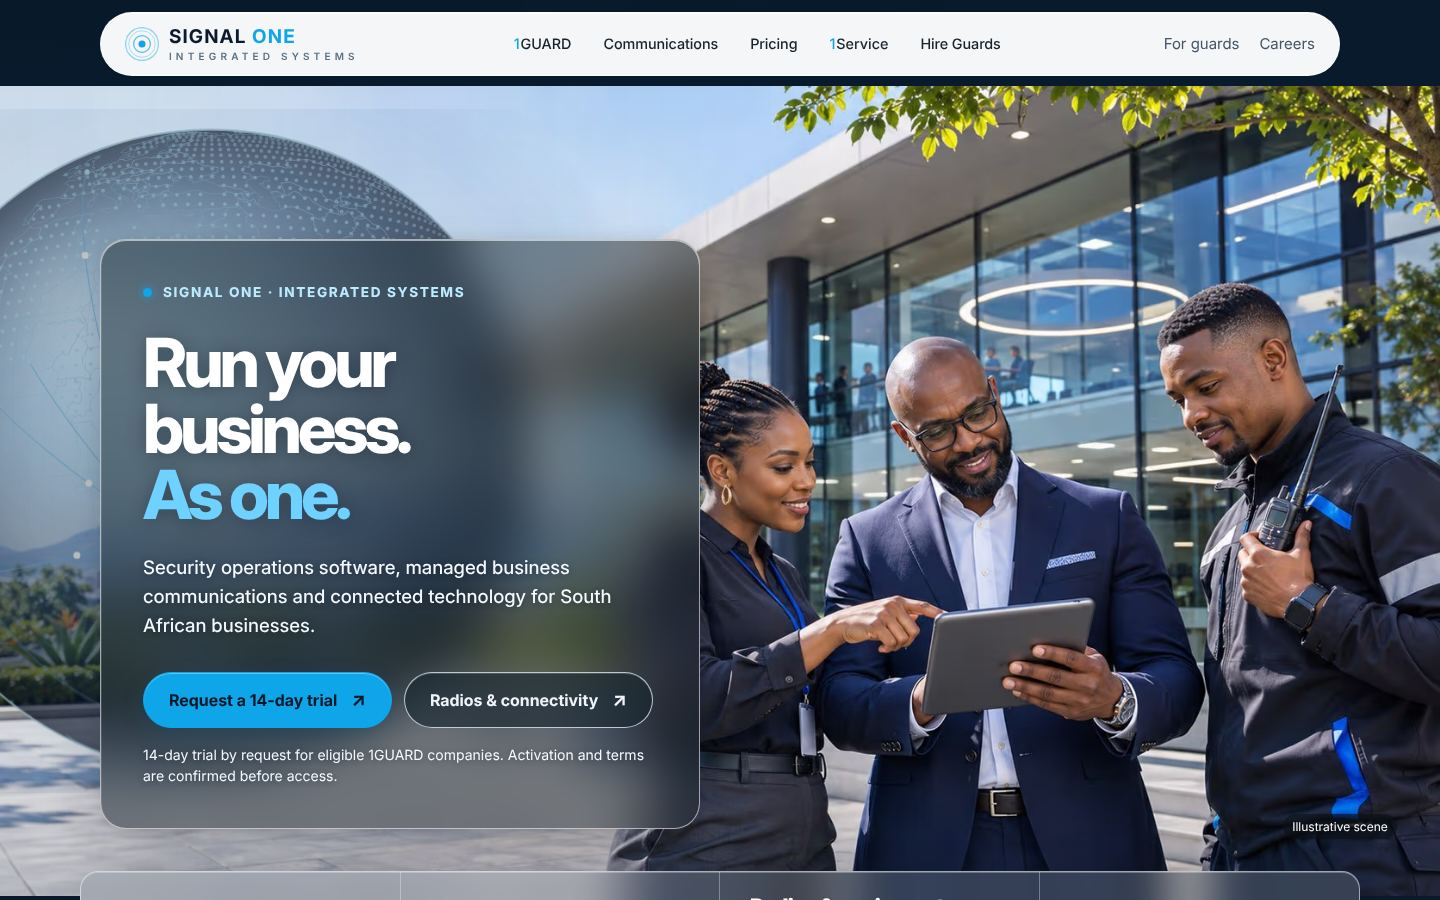 SIGNAL ONE
INTEGRATED SYSTEMS
1GUARD
Communications
Pricing
1Service
Hire Guards
For guards
Careers
SIGNAL ONE · INTEGRATED SYSTEMS
Run your
business.
As one.
Security operations software, managed business
communications and connected technology for South
African businesses.
Request a 14-day trial
Radios & connectivity
14-day trial by request for eligible 1GUARD companies. Activation and terms
are confirmed before access.
Illustrative scene